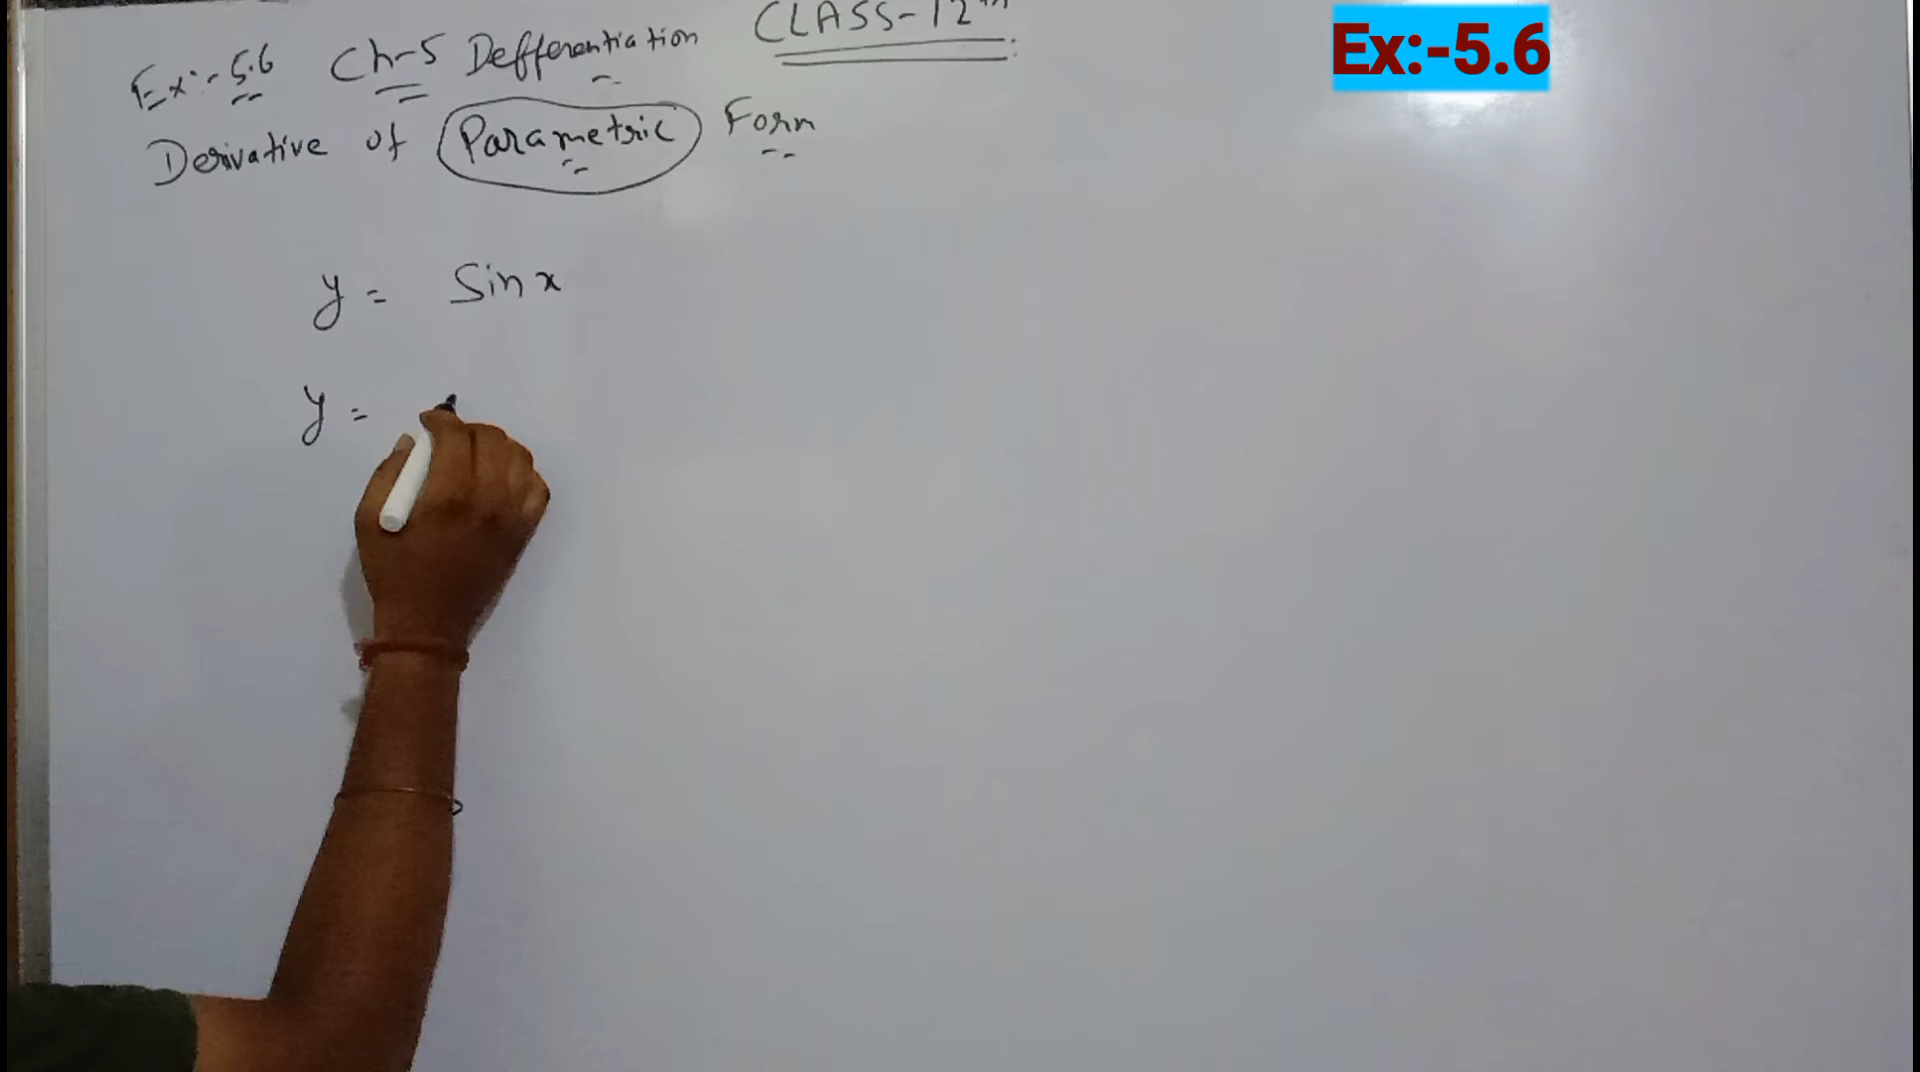 Ex:- 5.6 Ch-5 Defferentiation CLASS-12th
Ex:-5.6
Derivative of Parametric Form
y = Sin x
y =